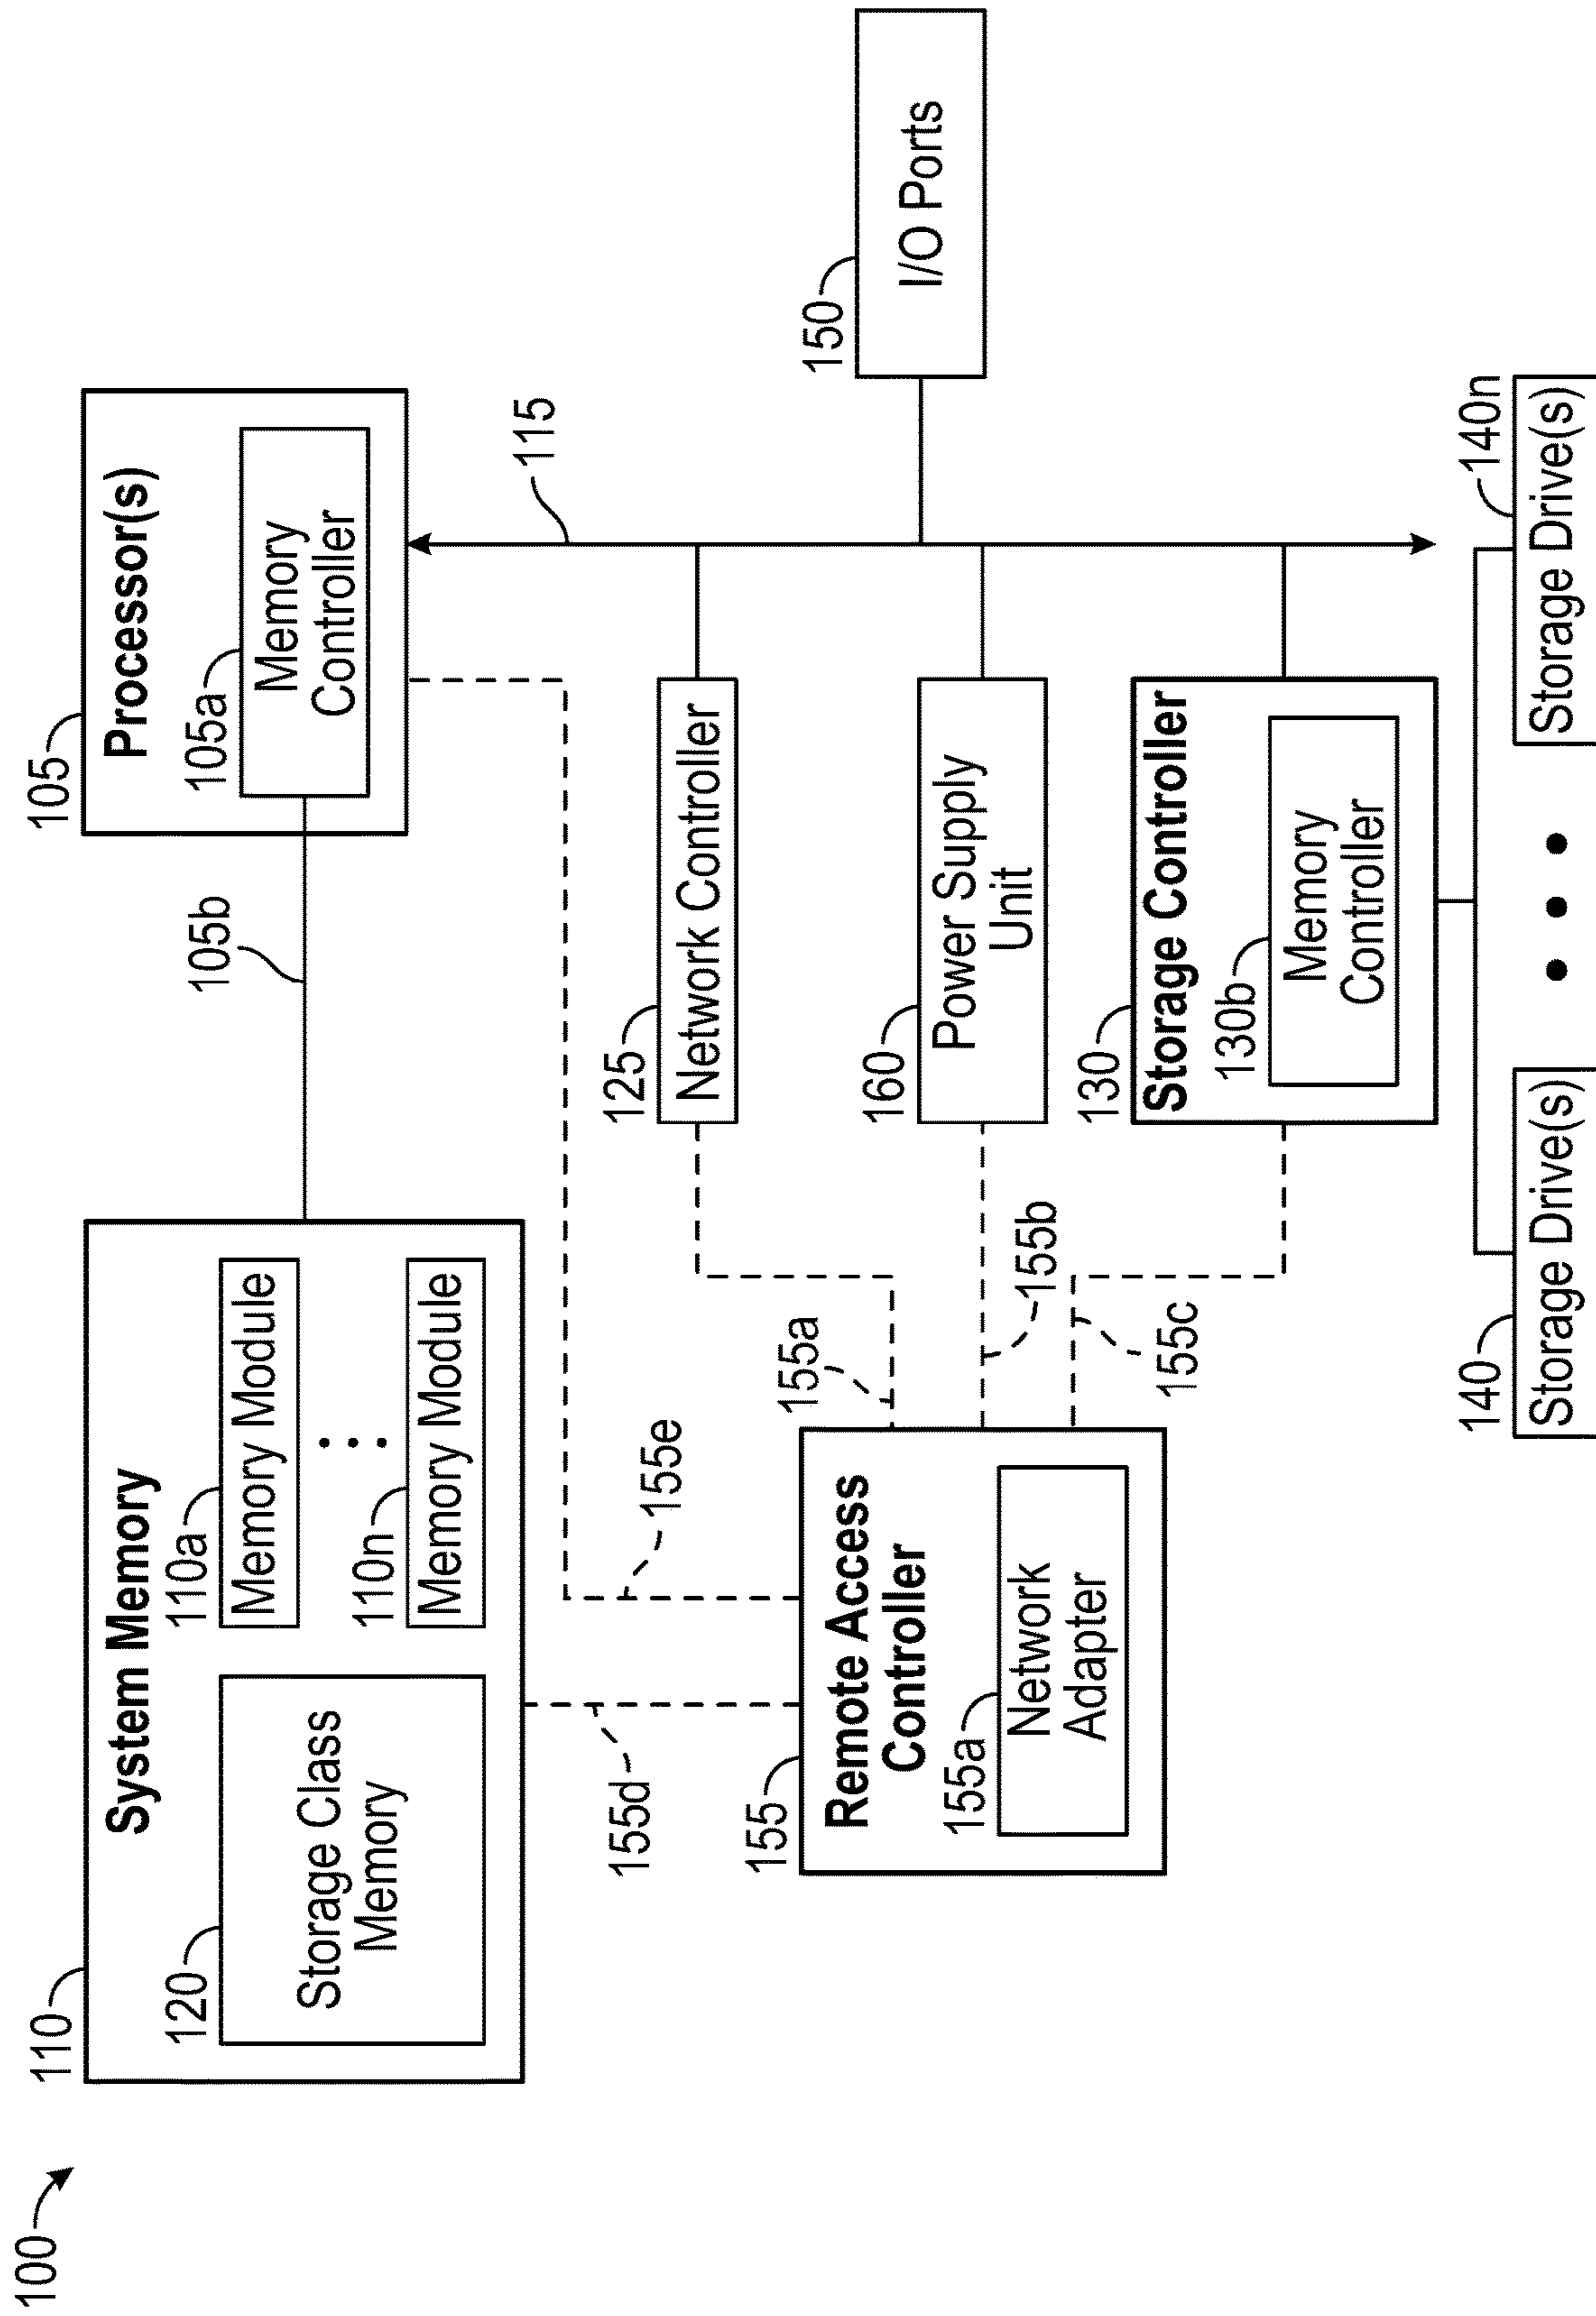 100
110
System Memory
120
Storage Class
Memory
110a
Memory Module
110n
Memory Module
105b
105
Processor(s)
105a
Memory
Controller
115
155d
155e
155
Remote Access
Controller
155a
Network
Adapter
155a
155b
155c
125
Network Controller
160
Power Supply
Unit
130
Storage Controller
130b
Memory
Controller
150
I/O Ports
140
Storage Drive(s)
140n
Storage Drive(s)